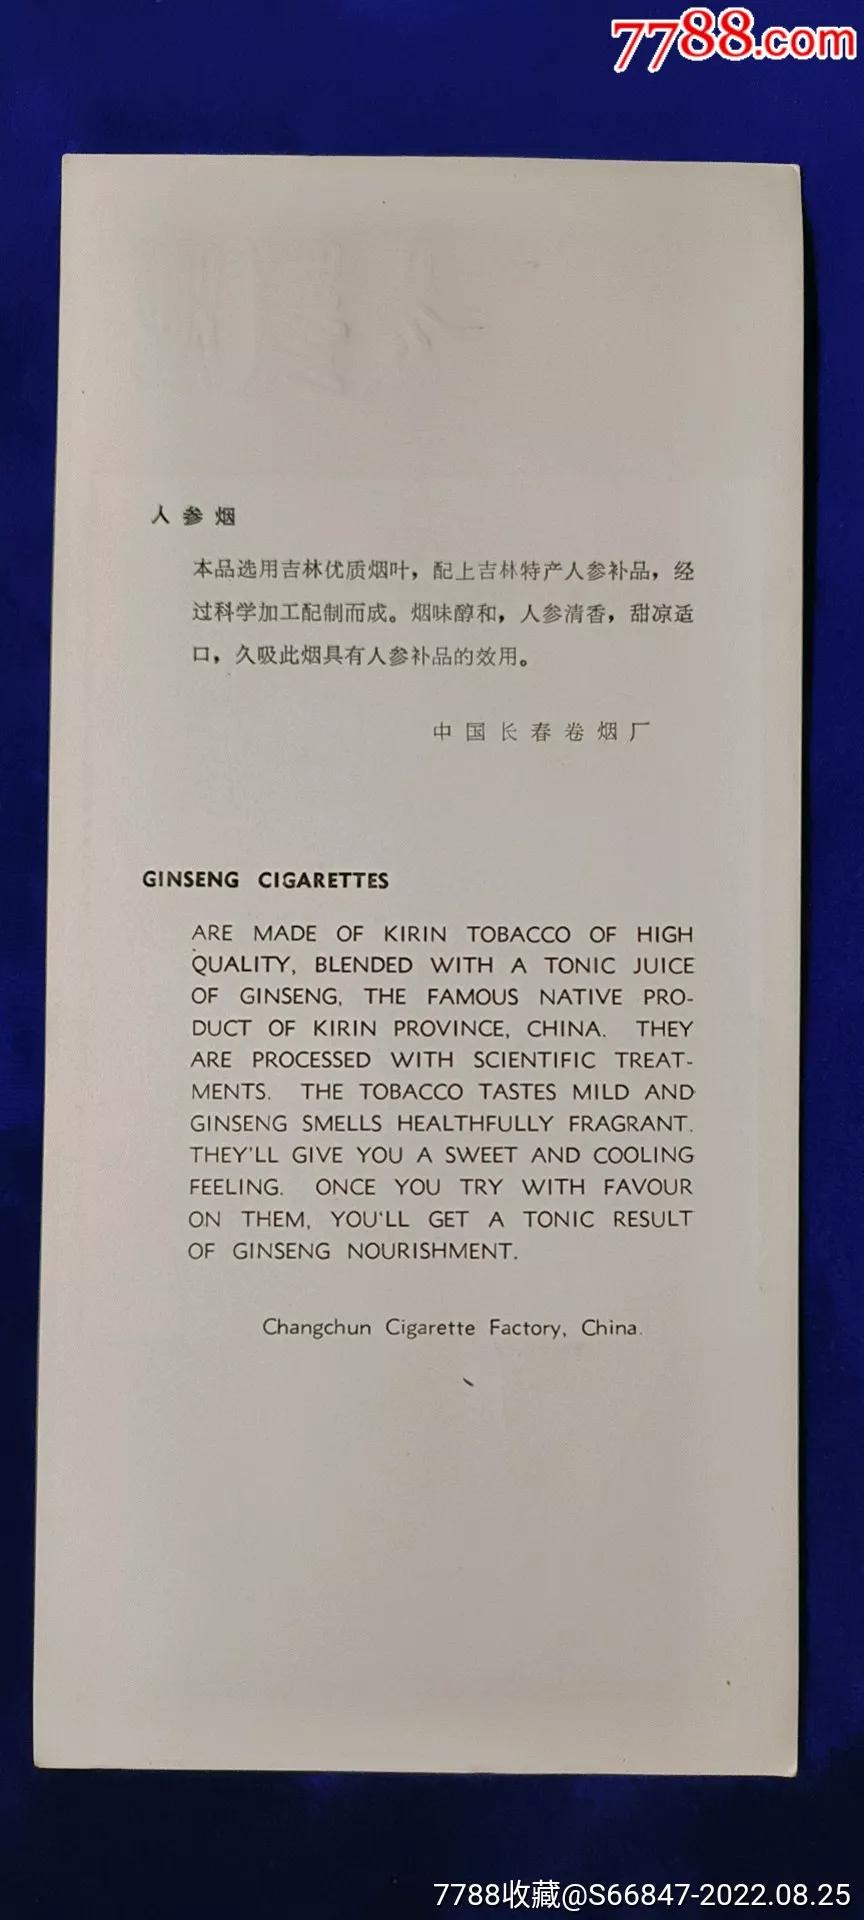 7788.com
人参烟
本品选用吉林优质烟叶，配上吉林特产人参补品，经
过科学加工配制而成。烟味醇和，人参清香，甜凉适
口，久吸此烟具有人参补品的效用。
中国长春卷烟厂
GINSENG CIGARETTES
ARE MADE OF KIRIN TOBACCO OF HIGH
QUALITY, BLENDED WITH A TONIC JUICE
OF GINSENG, THE FAMOUS NATIVE PRO-
DUCT OF KIRIN PROVINCE, CHINA. THEY
ARE PROCESSED WITH SCIENTIFIC TREAT-
MENTS. THE TOBACCO TASTES MILD AND
GINSENG SMELLS HEALTHFULLY FRAGRANT.
THEY'LL GIVE YOU A SWEET AND COOLING
FEELING. ONCE YOU TRY WITH FAVOUR
ON THEM, YOU'LL GET A TONIC RESULT
OF GINSENG NOURISHMENT.
Changchun Cigarette Factory, China.
7788收藏@S66847-2022.08.25